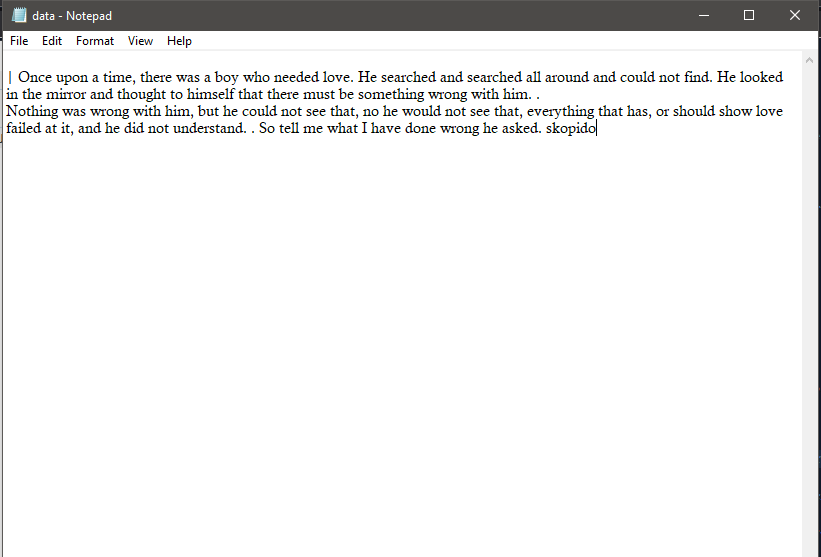 data - Notepad
File Edit Format View Help
| Once upon a time, there was a boy who needed love. He searched and searched all around and could not find. He looked
in the mirror and thought to himself that there must be something wrong with him. .
Nothing was wrong with him, but he could not see that, no he would not see that, everything that has, or should show love
failed at it, and he did not understand. . So tell me what I have done wrong he asked. skopido